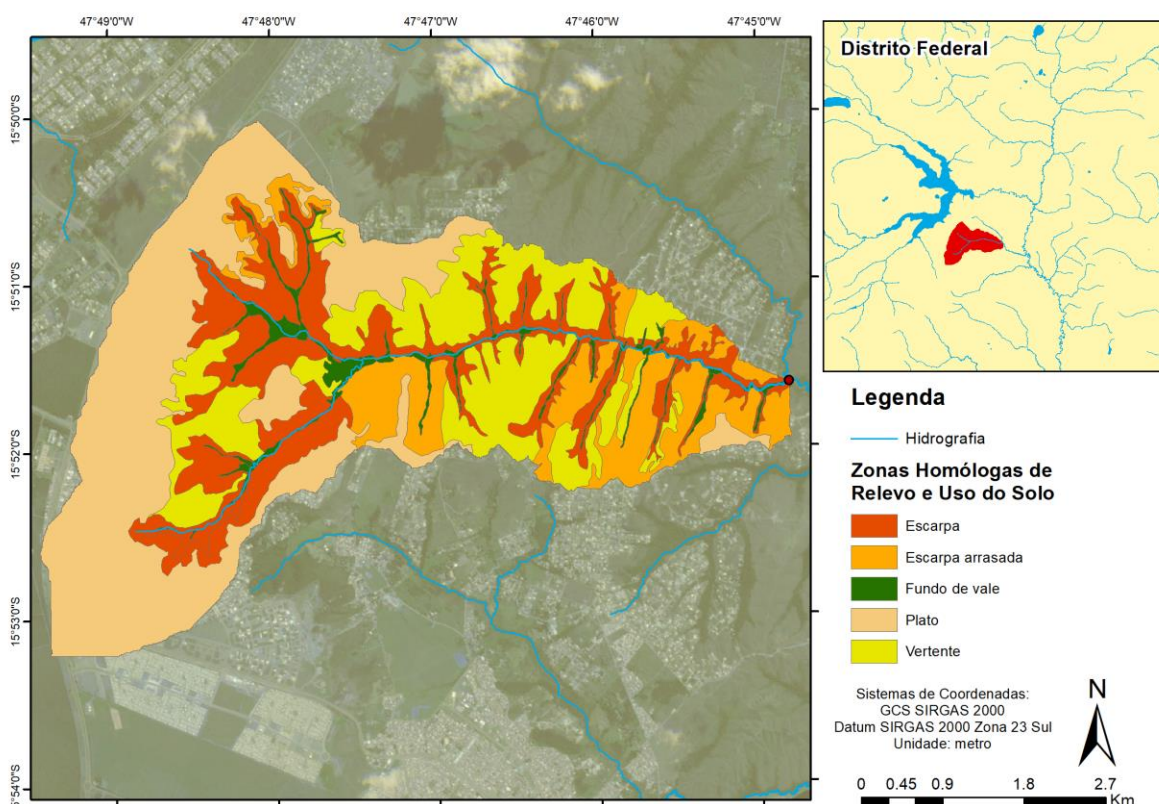 47°49'0"O
47°48'0"O
47°47'0"O
47°46'0"O
47°45'0"O
15°50'0"S
15°51'0"S
15°52'0"S
15°53'0"S
15°54'0"S
Distrito Federal
Legenda
Hidrografia
Zonas Homólogas de
Relevo e Uso do Solo
Escarpa
Escarpa arrasada
Fundo de vale
Plato
Vertente
Sistemas de Coordenadas:
GCS SIRGAS 2000
Datum SIRGAS 2000 Zona 23 Sul
Unidade: metro
N
0 0.45 0.9 1.8 2.7
Km